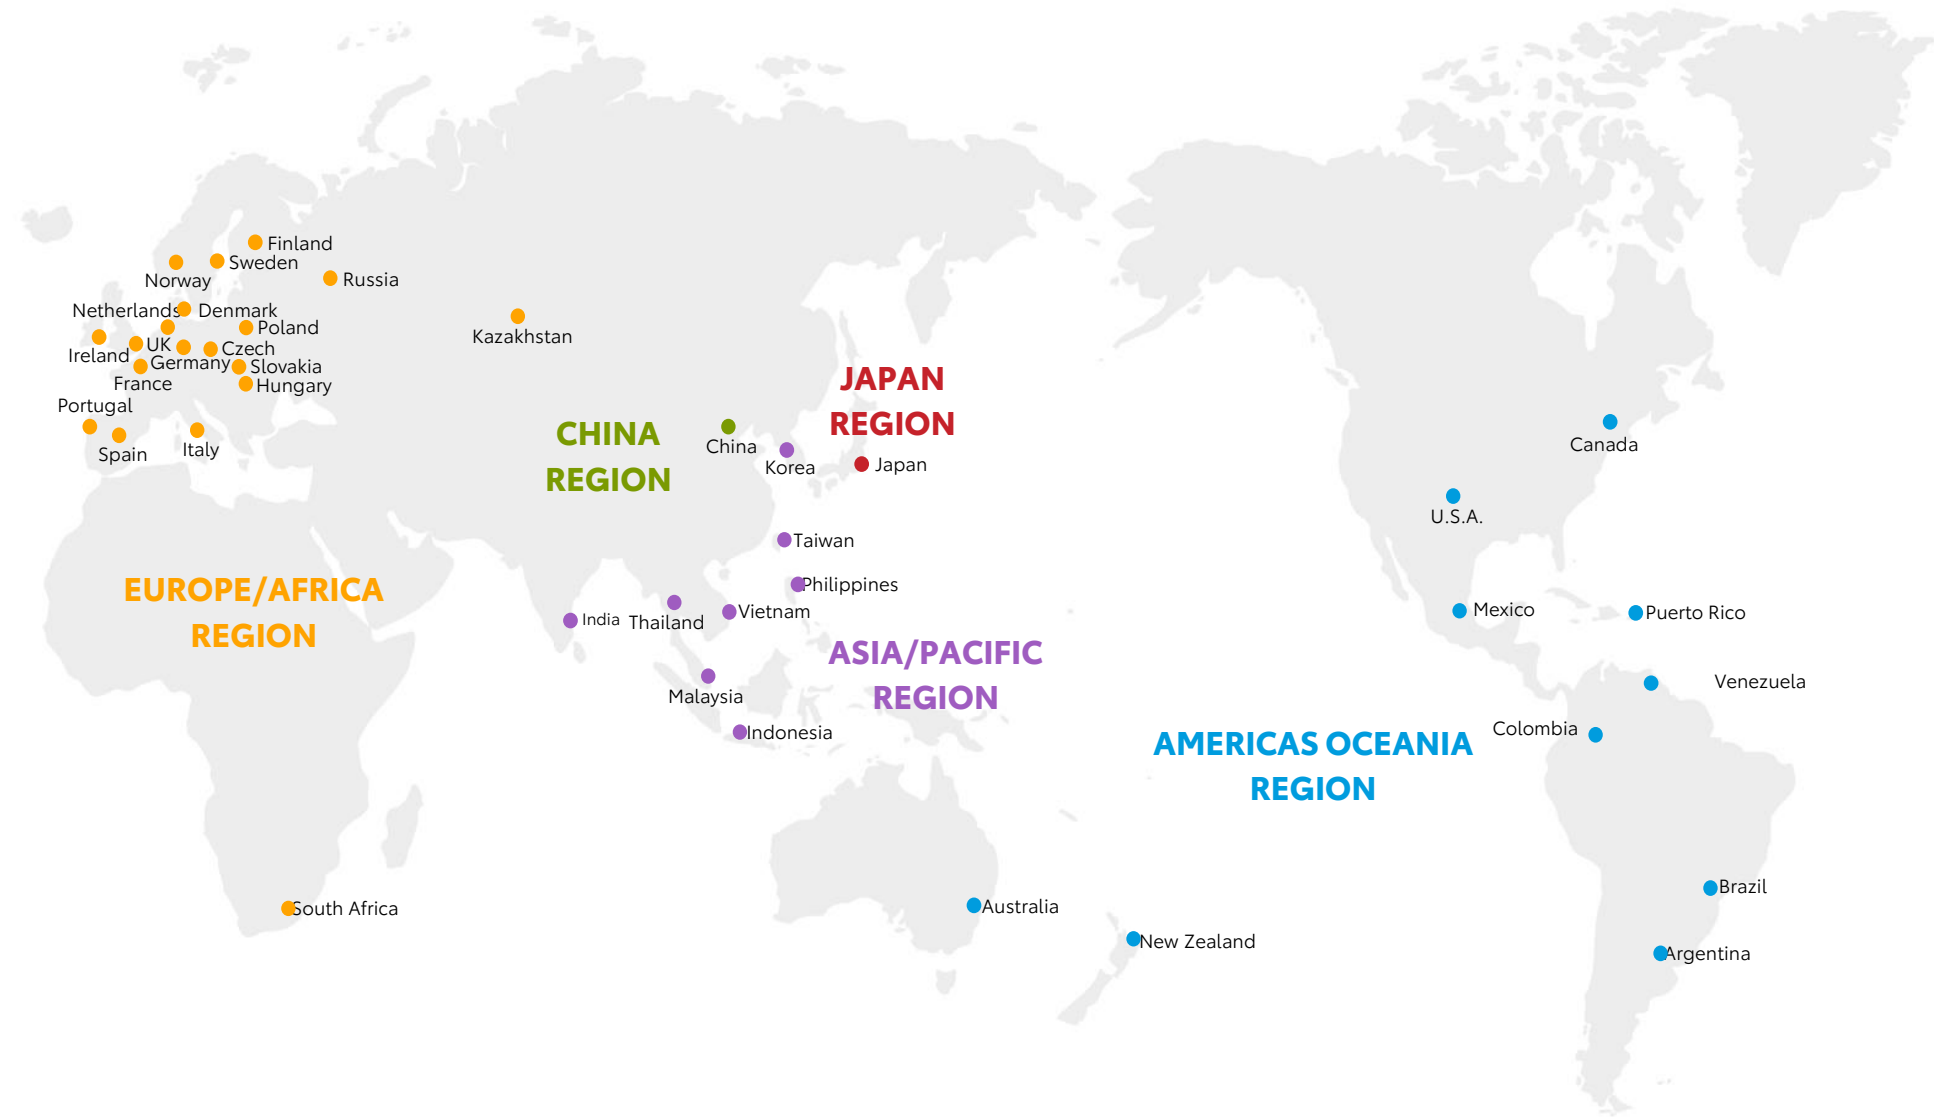 Finland
Sweden
Norway
Russia
Netherlands
Denmark
Kazakhstan
Poland
UK
Czech
Ireland
Germany
Slovakia
France
Hungary
JAPAN
REGION
Portugal
CHINA
REGION
China
Canada
Spain
Italy
Korea
Japan
U.S.A.
Taiwan
EUROPE/AFRICA
REGION
Philippines
India
Thailand
Vietnam
Mexico
Puerto Rico
ASIA/PACIFIC
REGION
Malaysia
Venezuela
Indonesia
Colombia
AMERICAS OCEANIA
REGION
Brazil
South Africa
Australia
New Zealand
Argentina